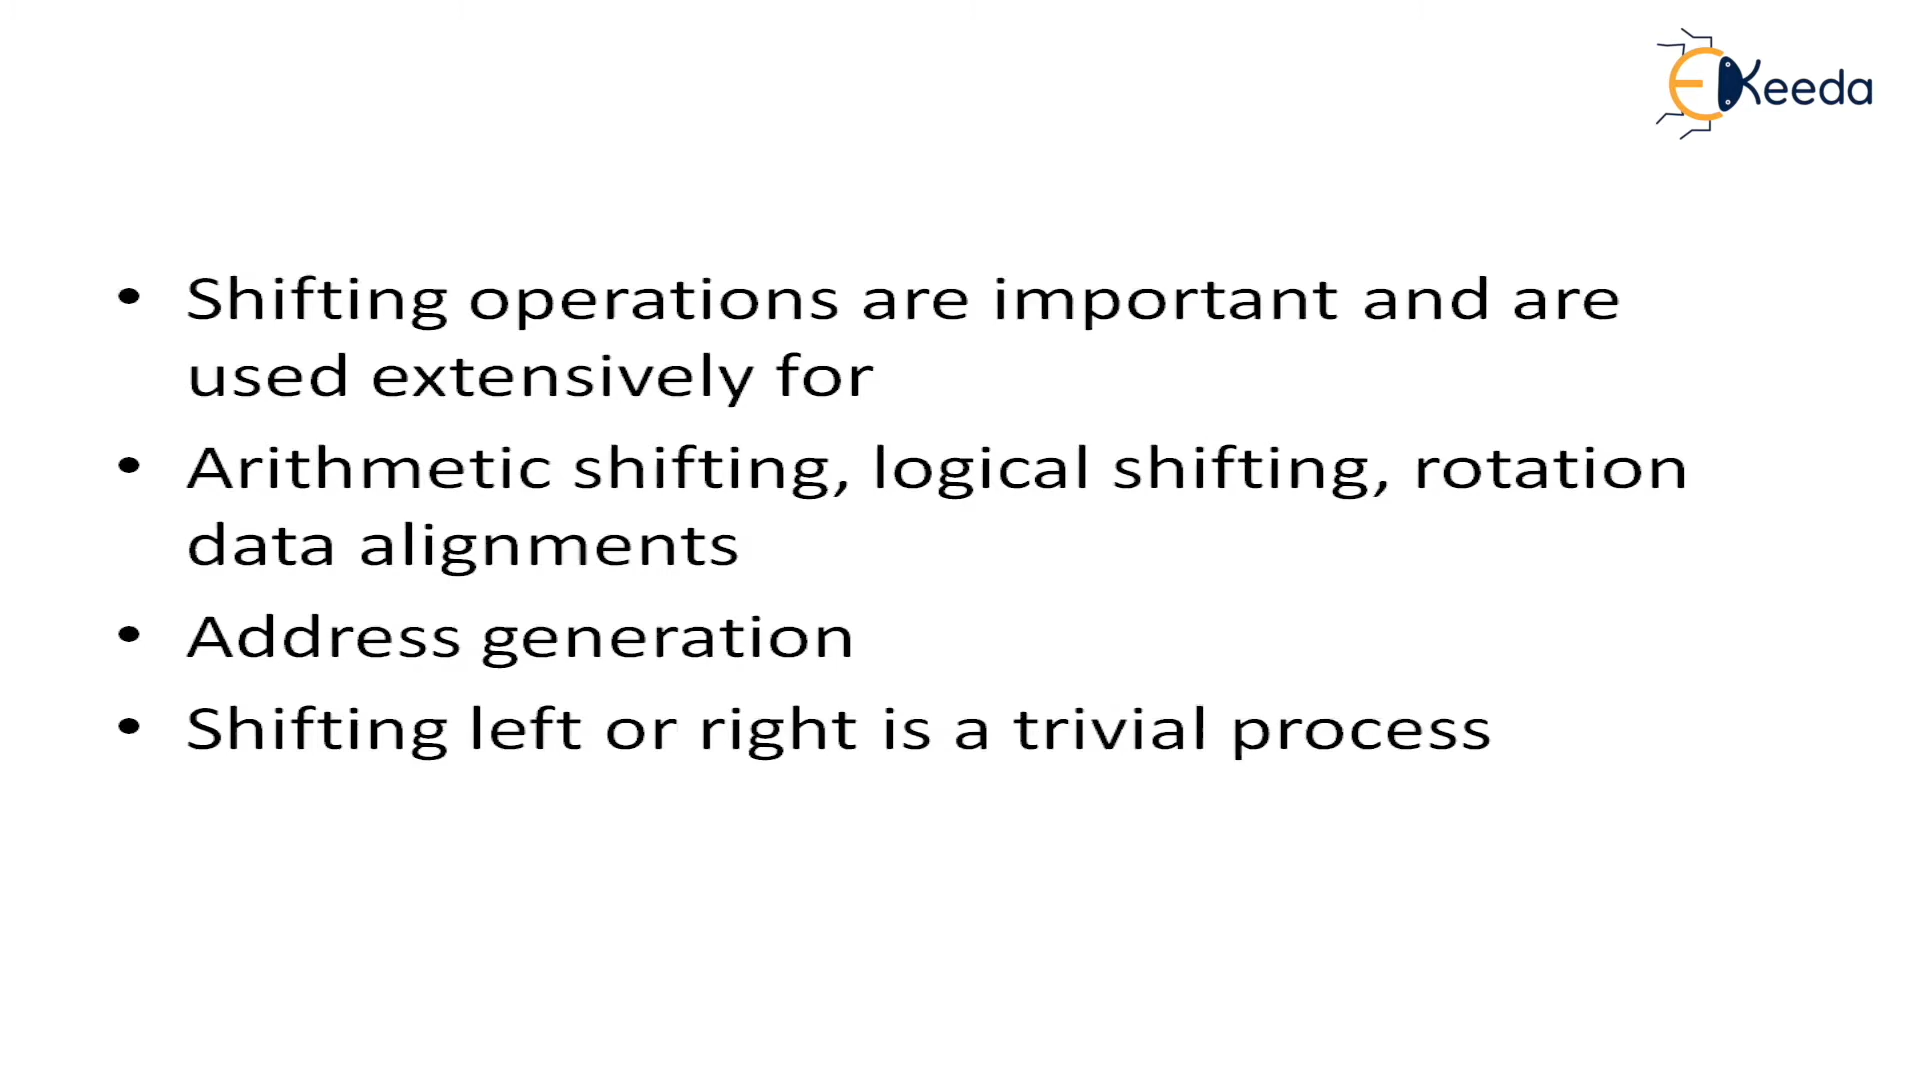 EKeeda
• Shifting operations are important and are
used extensively for
• Arithmetic shifting, logical shifting, rotation
data alignments
• Address generation
• Shifting left or right is a trivial process